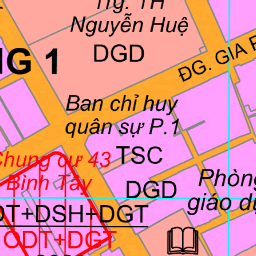 Trg. TH
Nguyễn Huệ
DGD
NG 1
ĐG. GIA P
Ban chỉ huy
quân sự P.1
Chung cư 43
TSC
Bình Tây
DGD
Phòng
giáo dụ
DT+DSH+DGT
ODT+DGT